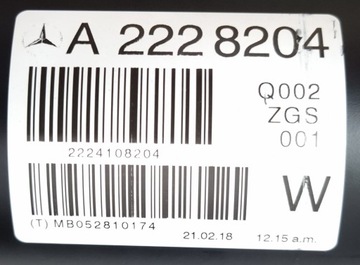 A 222 8204
Q002
ZGS
001
2224108204
W
(T) MB052810174
21.02.18
12.15 a.m.